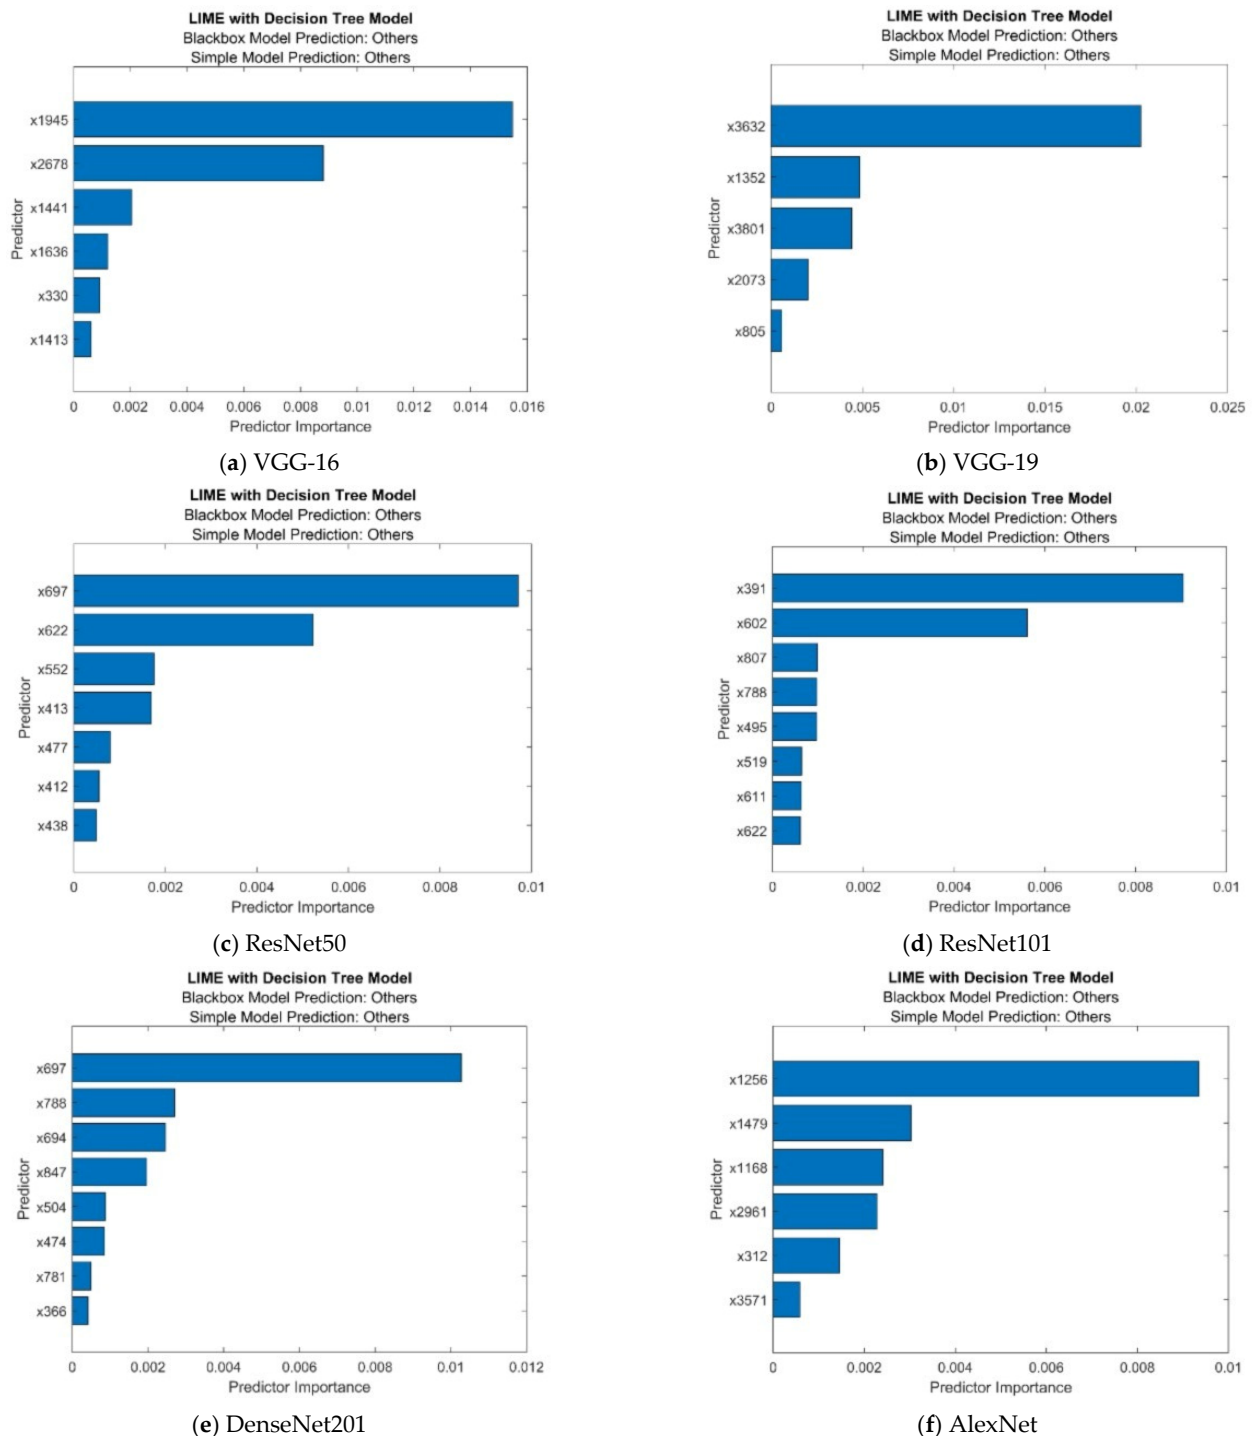 LIME with Decision Tree Model
Blackbox Model Prediction: Others
Simple Model Prediction: Others
x1945
x2678
x1441
x1636
x330
x1413
Predictor
0 0.002 0.004 0.006 0.008 0.01 0.012 0.014 0.016
Predictor Importance
(a) VGG-16
LIME with Decision Tree Model
Blackbox Model Prediction: Others
Simple Model Prediction: Others
x3632
x1352
x3801
x2073
x805
Predictor
0 0.005 0.01 0.015 0.02 0.025
Predictor Importance
(b) VGG-19
LIME with Decision Tree Model
Blackbox Model Prediction: Others
Simple Model Prediction: Others
x697
x622
x552
x413
x477
x412
x438
Predictor
0 0.002 0.004 0.006 0.008 0.01
Predictor Importance
(c) ResNet50
LIME with Decision Tree Model
Blackbox Model Prediction: Others
Simple Model Prediction: Others
x391
x602
x807
x788
x495
x519
x611
x622
Predictor
0 0.002 0.004 0.006 0.008 0.01
Predictor Importance
(d) ResNet101
LIME with Decision Tree Model
Blackbox Model Prediction: Others
Simple Model Prediction: Others
x697
x788
x694
x847
x504
x474
x781
x366
Predictor
0 0.002 0.004 0.006 0.008 0.01 0.012
Predictor Importance
(e) DenseNet201
LIME with Decision Tree Model
Blackbox Model Prediction: Others
Simple Model Prediction: Others
x1256
x1479
x1168
x2961
x312
x3571
Predictor
0 0.002 0.004 0.006 0.008 0.01
Predictor Importance
(f) AlexNet